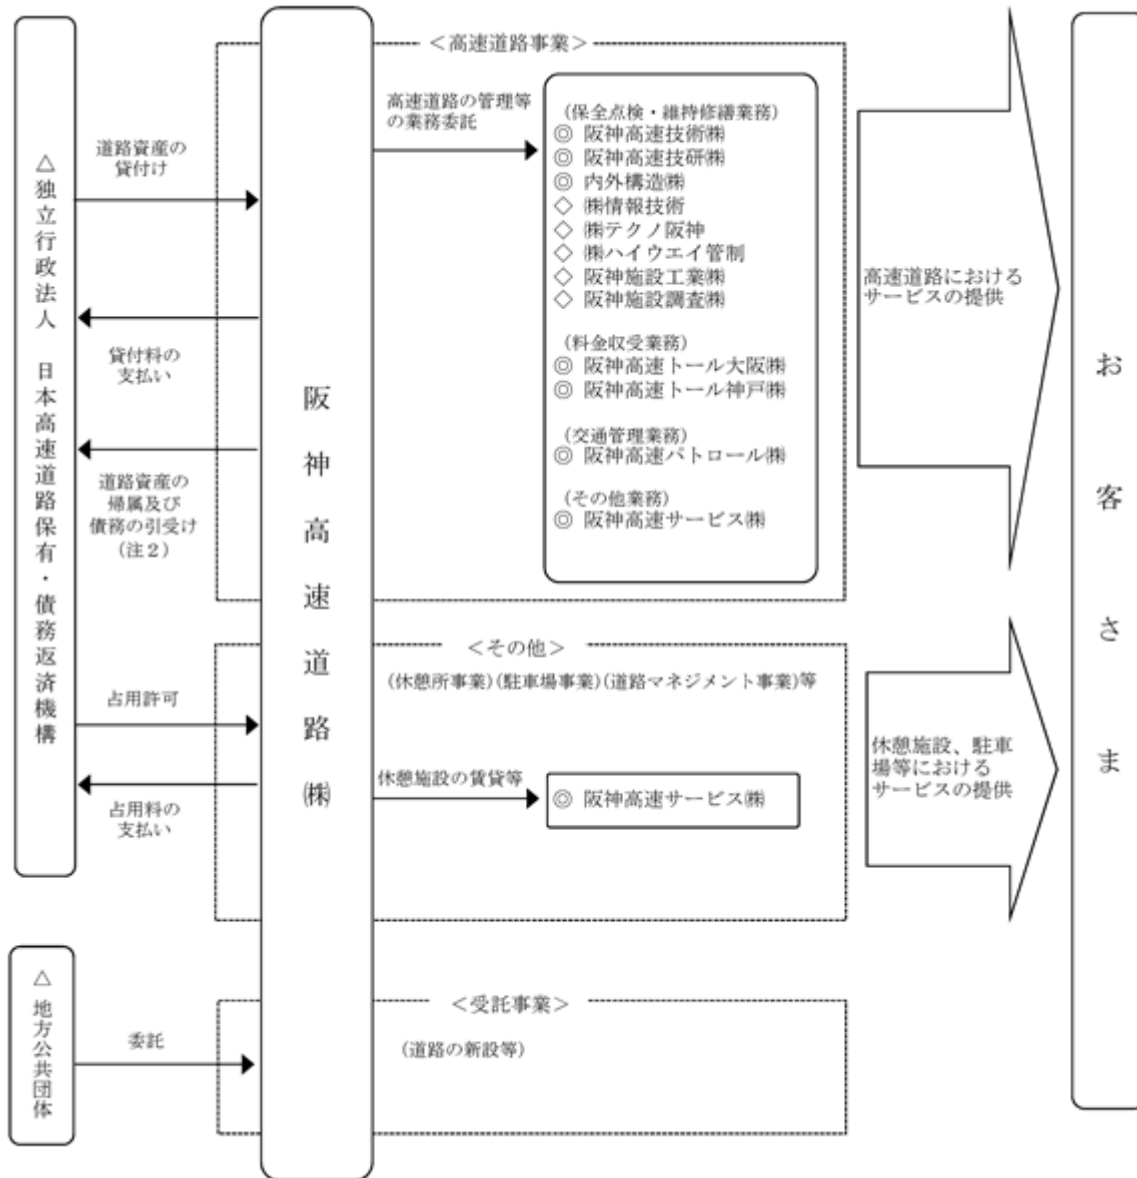 △独立行政法人　日本高速道路保有・債務返済機構
道路資産の
貸付け
貸付料の
支払い
道路資産の
帰属及び
債務の引受け
（注２）
占用許可
占用料の
支払い
△地方公共団体
委託
阪神高速道路㈱
＜高速道路事業＞
高速道路の管理等
の業務委託
(保全点検・維持修繕業務)
◎ 阪神高速技術㈱
◎ 阪神高速技研㈱
◎ 内外構造㈱
◇ ㈱情報技術
◇ ㈱テクノ阪神
◇ ㈱ハイウエイ管制
◇ 阪神施設工業㈱
◇ 阪神施設調査㈱
(料金収受業務)
◎ 阪神高速トール大阪㈱
◎ 阪神高速トール神戸㈱
(交通管理業務)
◎ 阪神高速パトロール㈱
(その他業務)
◎ 阪神高速サービス㈱
＜その他＞
(休憩所事業)(駐車場事業)(道路マネジメント事業)等
休憩施設の賃貸等
◎ 阪神高速サービス㈱
＜受託事業＞
(道路の新設等)
高速道路における
サービスの提供
休憩施設、駐車
場等における
サービスの提供
お客さま